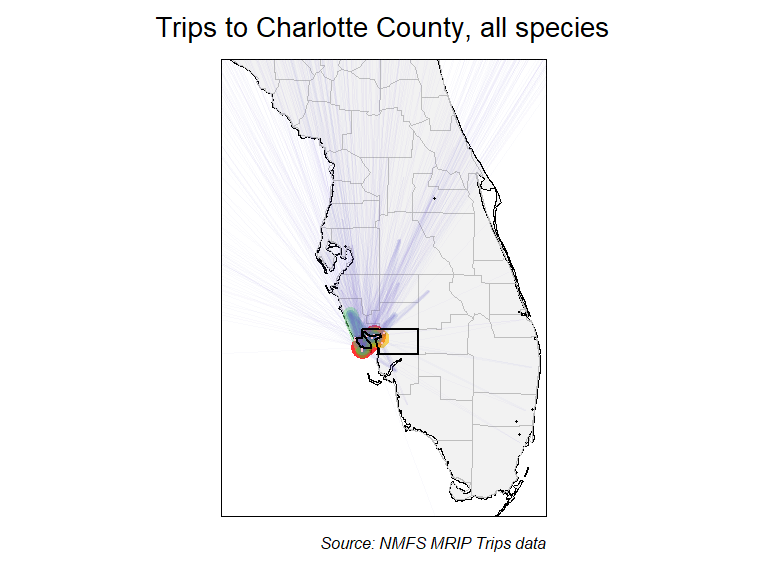 Trips to Charlotte County, all species
Source: NMFS MRIP Trips data